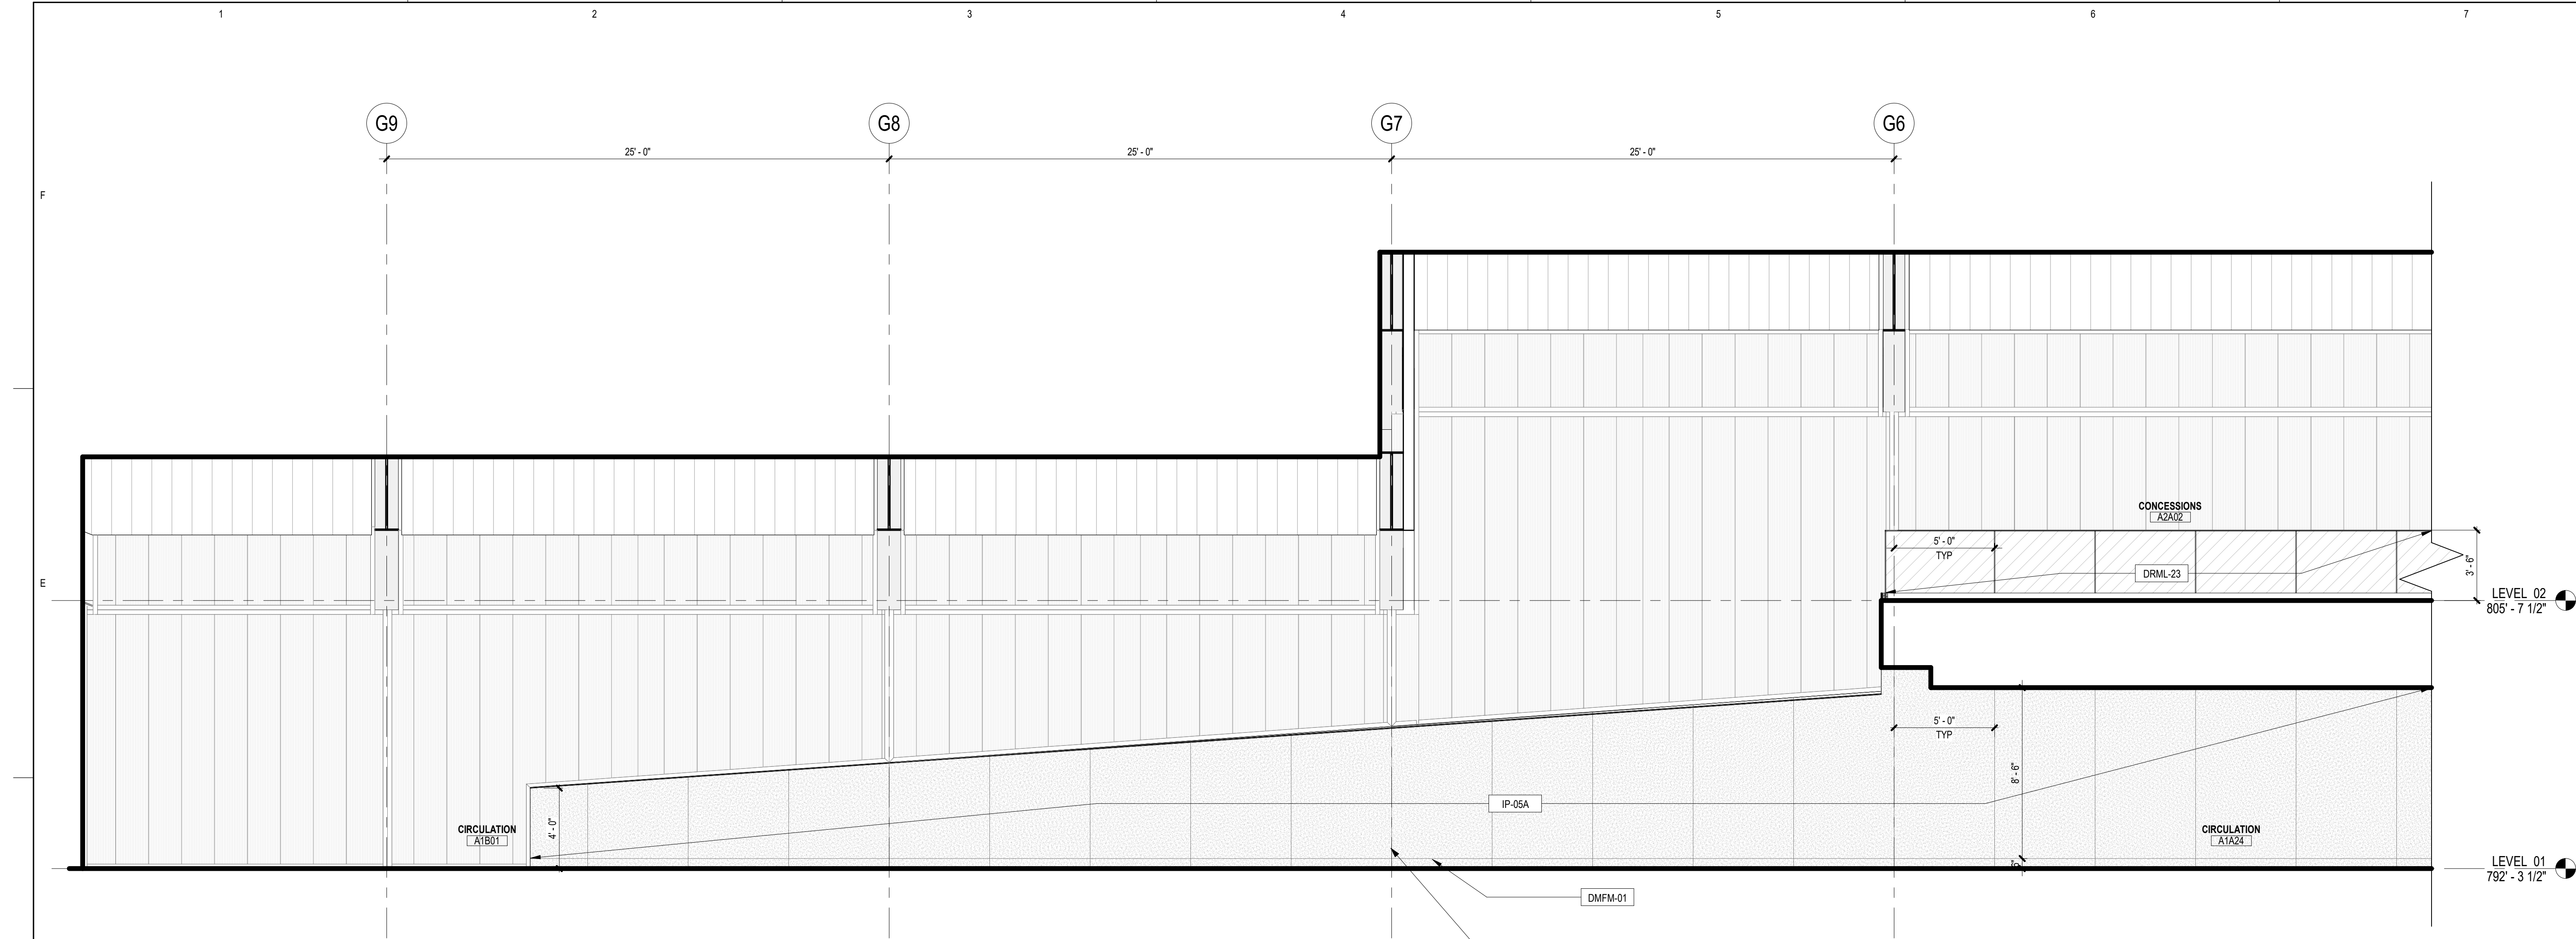 1 2 3 4 5 6 7
G9 G8 G7 G6
25' - 0" 25' - 0" 25' - 0"
F
CONCESSIONS
A2A02
5' - 0"
TYP
DRML-23
3' - 6"
E
LEVEL 02
805' - 7 1/2"
5' - 0"
TYP
8' - 6"
IP-05A
4' - 0"
CIRCULATION
A1B01
CIRCULATION
A1A24
LEVEL 01
792' - 3 1/2"
DMFM-01